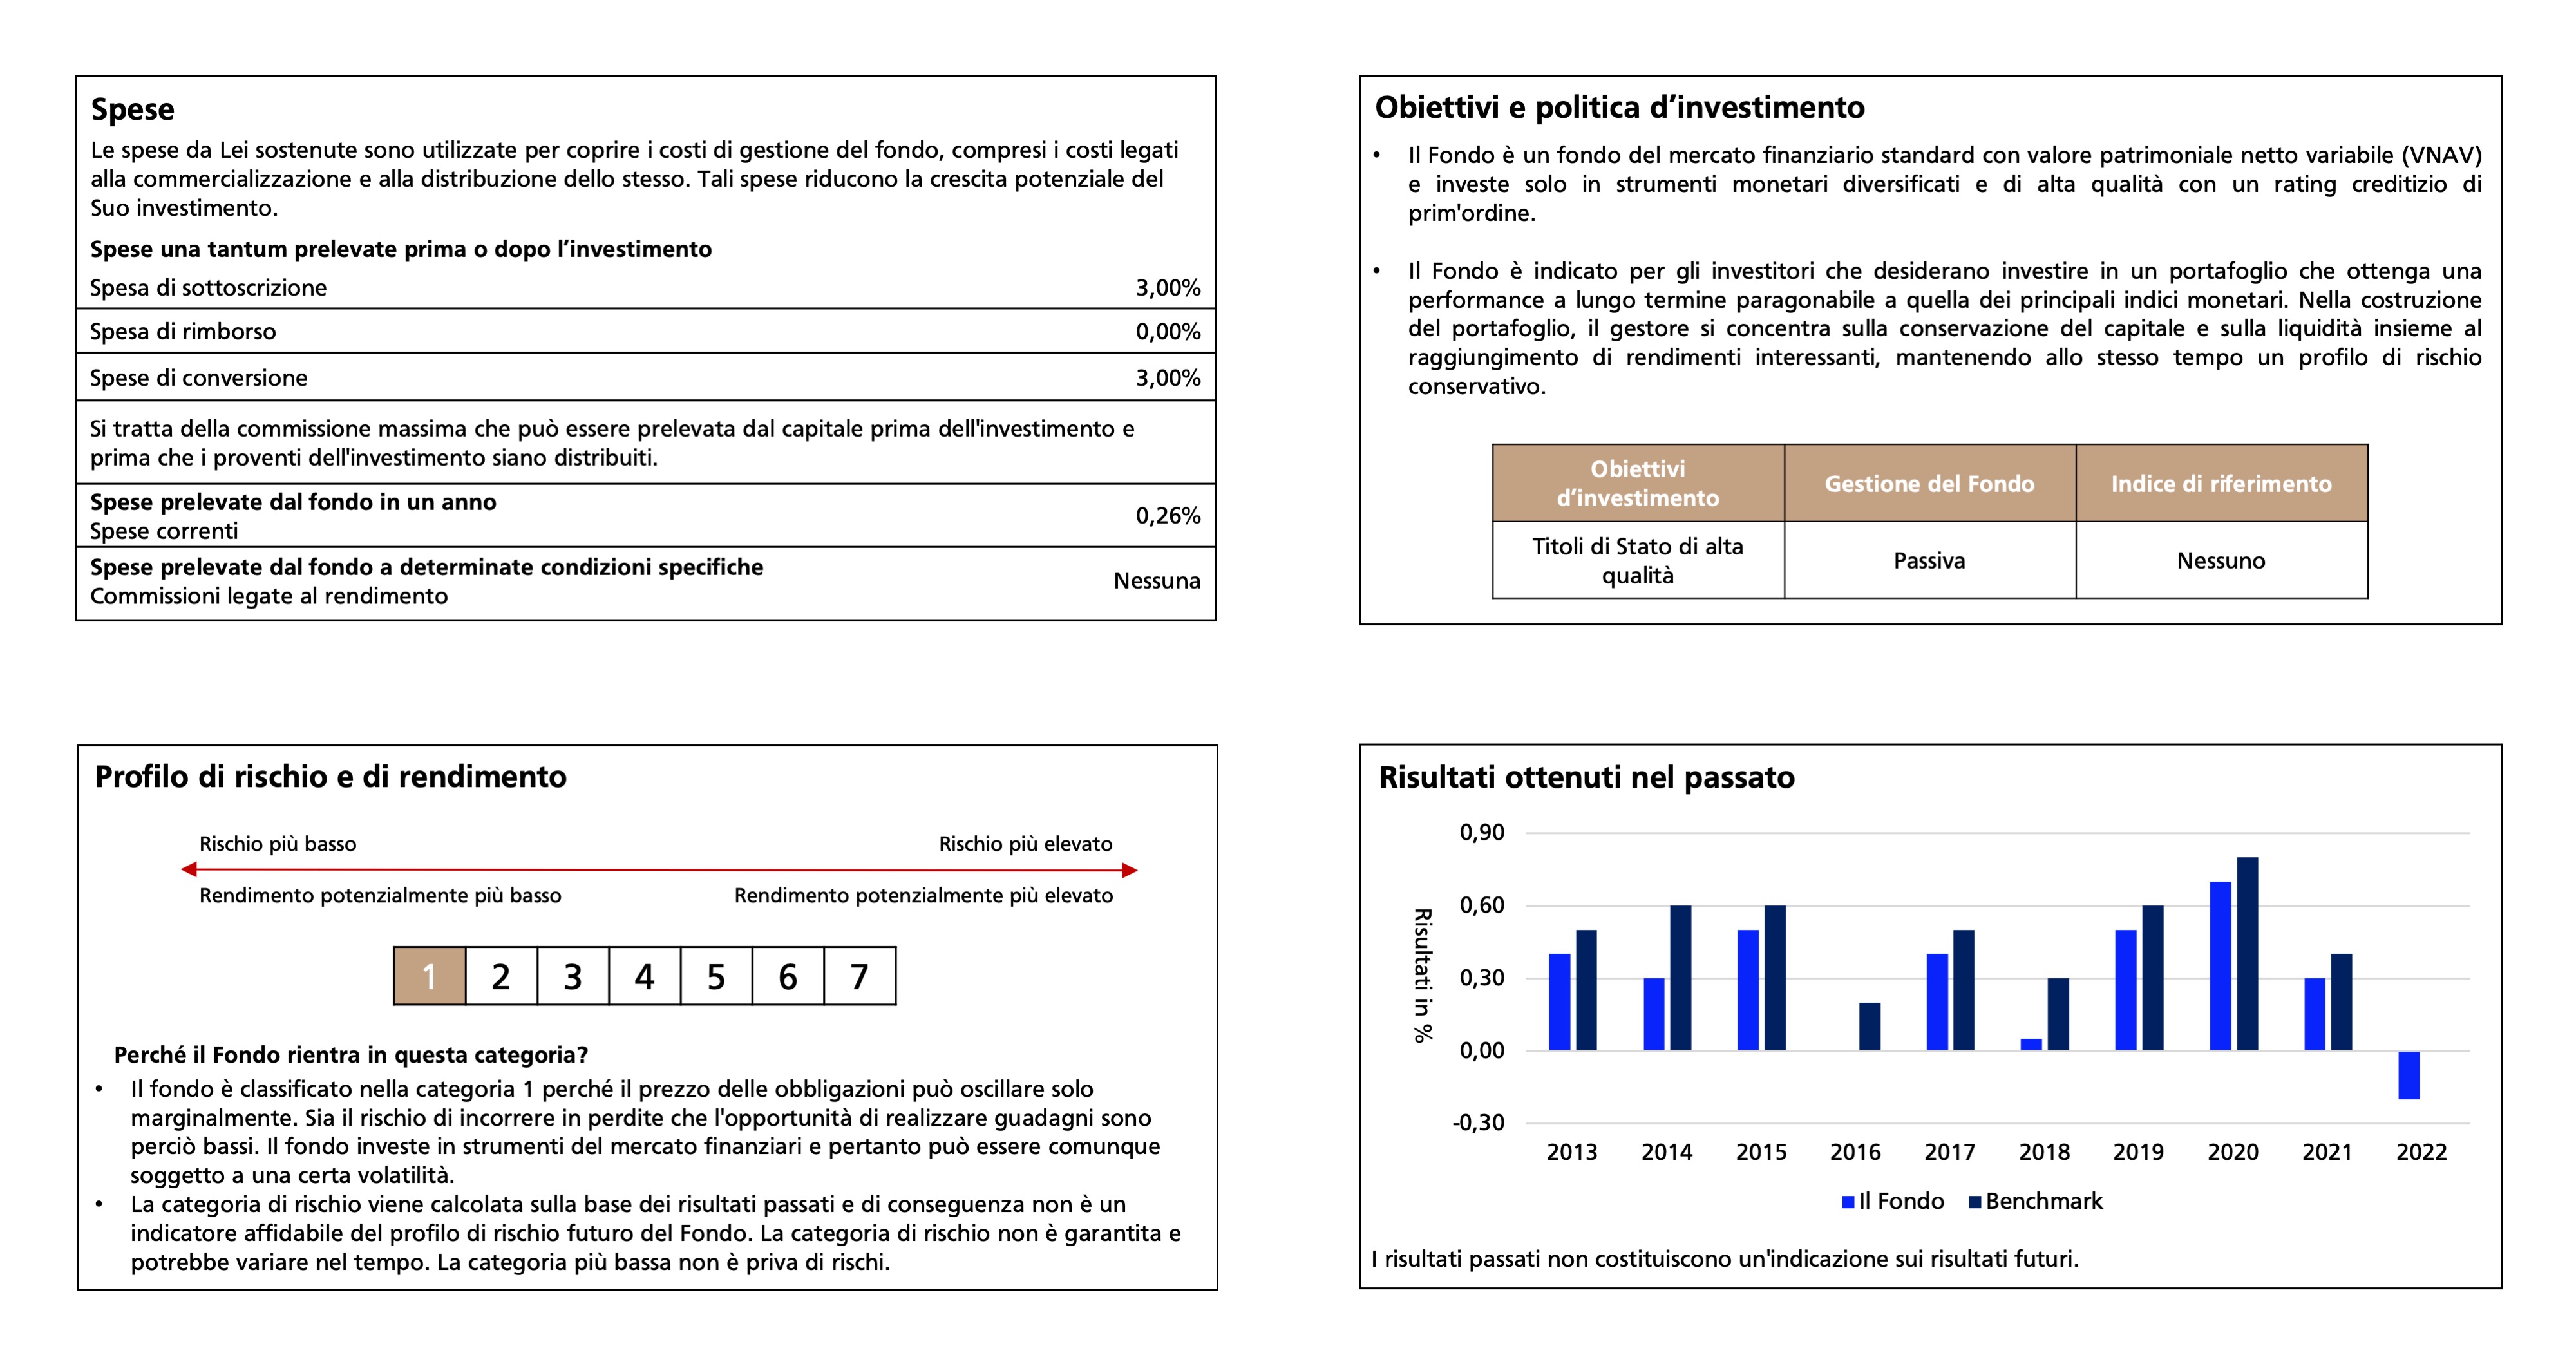 Spese
Le spese da Lei sostenute sono utilizzate per coprire i costi di gestione del fondo, compresi i costi legati
alla commercializzazione e alla distribuzione dello stesso. Tali spese riducono la crescita potenziale del
Suo investimento.
Spese una tantum prelevate prima o dopo l’investimento
Spesa di sottoscrizione 3,00%
Spesa di rimborso 0,00%
Spese di conversione 3,00%
Si tratta della commissione massima che può essere prelevata dal capitale prima dell'investimento e
prima che i proventi dell'investimento siano distribuiti.
Spese prelevate dal fondo in un anno
Spese correnti 0,26%
Spese prelevate dal fondo a determinate condizioni specifiche
Commissioni legate al rendimento Nessuna
Obiettivi e politica d’investimento
• Il Fondo è un fondo del mercato finanziario standard con valore patrimoniale netto variabile (VNAV)
e investe solo in strumenti monetari diversificati e di alta qualità con un rating creditizio di
prim'ordine.
• Il Fondo è indicato per gli investitori che desiderano investire in un portafoglio che ottenga una
performance a lungo termine paragonabile a quella dei principali indici monetari. Nella costruzione
del portafoglio, il gestore si concentra sulla conservazione del capitale e sulla liquidità insieme al
raggiungimento di rendimenti interessanti, mantenendo allo stesso tempo un profilo di rischio
conservativo.
Obiettivi
d’investimento
Gestione del Fondo
Indice di riferimento
Titoli di Stato di alta
qualità
Passiva
Nessuno
Profilo di rischio e di rendimento
Rischio più basso Rischio più elevato
Rendimento potenzialmente più basso Rendimento potenzialmente più elevato
1 2 3 4 5 6 7
Perché il Fondo rientra in questa categoria?
• Il fondo è classificato nella categoria 1 perché il prezzo delle obbligazioni può oscillare solo
marginalmente. Sia il rischio di incorrere in perdite che l'opportunità di realizzare guadagni sono
perciò bassi. Il fondo investe in strumenti del mercato finanziari e pertanto può essere comunque
soggetto a una certa volatilità.
• La categoria di rischio viene calcolata sulla base dei risultati passati e di conseguenza non è un
indicatore affidabile del profilo di rischio futuro del Fondo. La categoria di rischio non è garantita e
potrebbe variare nel tempo. La categoria più bassa non è priva di rischi.
Risultati ottenuti nel passato
Risultati in %
0,90
0,60
0,30
0,00
-0,30
2013 2014 2015 2016 2017 2018 2019 2020 2021 2022
Il Fondo Benchmark
I risultati passati non costituiscono un'indicazione sui risultati futuri.